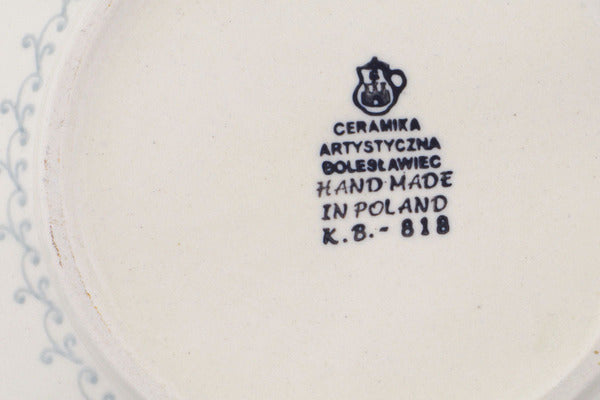 CERAMIKA
ARTYSTYCZNA
BOLESŁAWIEC
HAND MADE
IN POLAND
K.B.-818